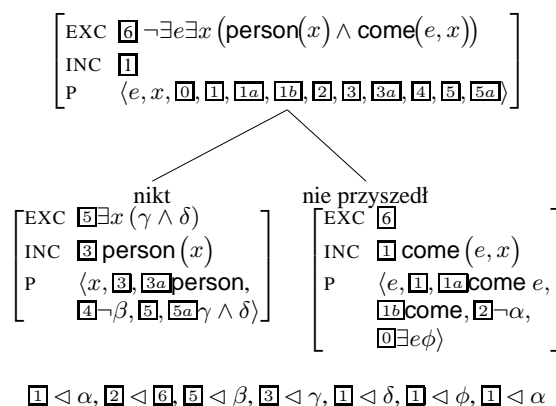 EXC 6 ¬∃e∃x (person(x) ∧ come(e, x))
INC 1
P ⟨e, x, 0, 1, 1a, 1b, 2, 3, 3a, 4, 5, 5a⟩
nikt
EXC 5 ∃x (γ ∧ δ)
INC 3 person (x)
P ⟨x, 3, 3a person,
4 ¬β, 5, 5a γ ∧ δ⟩
nie przyszedł
EXC 6
INC 1 come (e, x)
P ⟨e, 1, 1a come e,
1b come, 2 ¬α,
0 ∃eϕ⟩
1 ◁ α, 2 ◁ 6, 5 ◁ β, 3 ◁ γ, 1 ◁ δ, 1 ◁ ϕ, 1 ◁ α